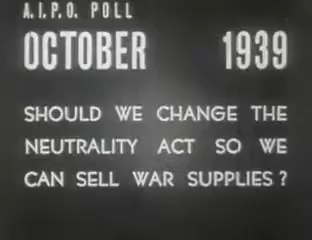 A.I.P.O. POLL
OCTOBER 1939
SHOULD WE CHANGE THE
NEUTRALITY ACT SO WE
CAN SELL WAR SUPPLIES?